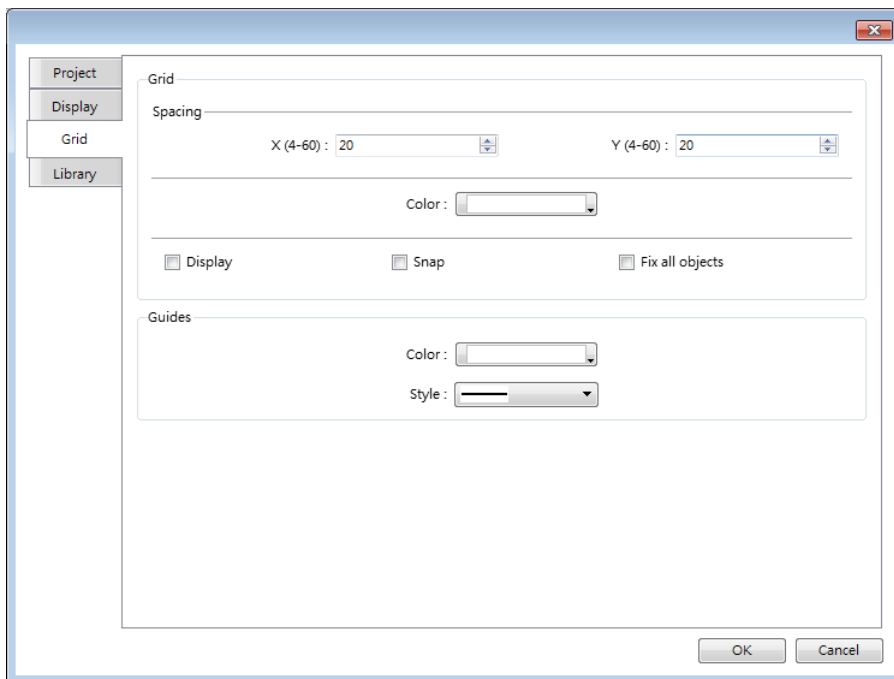 Project
Display
Grid
Library
Grid
Spacing
X (4-60) : 20 Y (4-60) : 20
Color :
Display Snap Fix all objects
Guides
Color :
Style :
OK Cancel